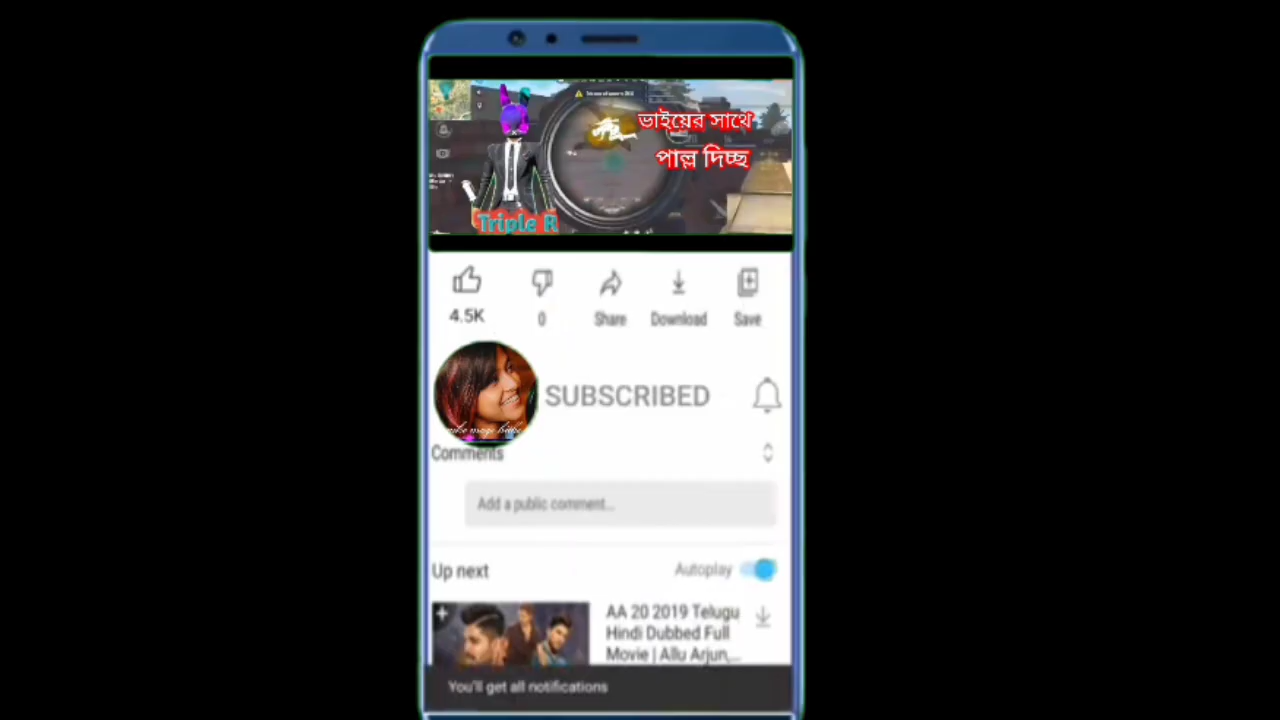 ভাইয়ের সাথে
পাল্ল দিচ্ছ
Triple R
4.5K
0
Share
Download
Save
SUBSCRIBED
Comments
Add a public comment...
Up next
Autoplay
AA 20 2019 Telugu
Hindi Dubbed Full
Movie | Allu Arjun,...
You'll get all notifications